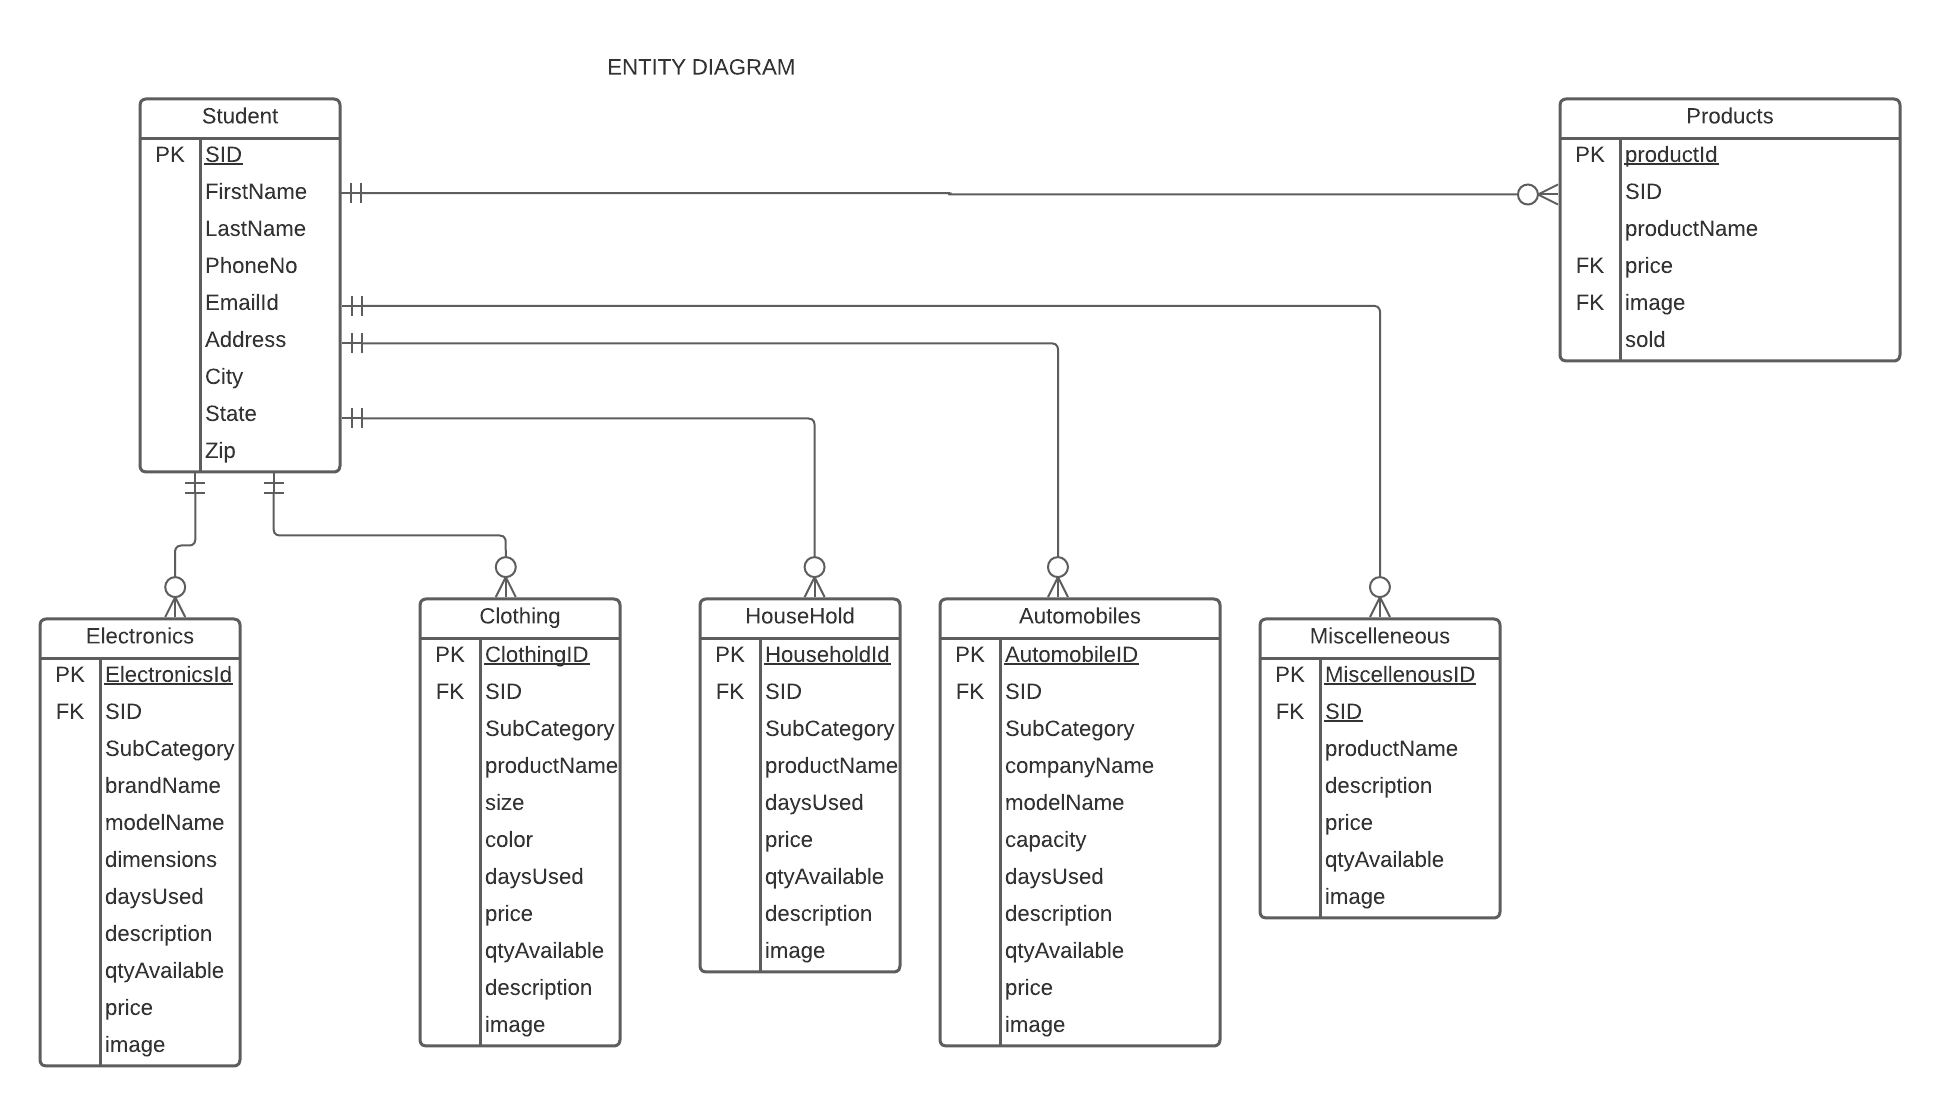 ENTITY DIAGRAM
Student
PK SID
FirstName
LastName
PhoneNo
EmailId
Address
City
State
Zip
Products
PK productId
SID
productName
FK price
FK image
sold
Electronics
PK ElectronicsId
FK SID
SubCategory
brandName
modelName
dimensions
daysUsed
description
qtyAvailable
price
image
Clothing
PK ClothingID
FK SID
SubCategory
productName
size
color
daysUsed
price
qtyAvailable
description
image
HouseHold
PK HouseholdId
FK SID
SubCategory
productName
daysUsed
price
qtyAvailable
description
image
Automobiles
PK AutomobileID
FK SID
SubCategory
companyName
modelName
capacity
daysUsed
description
qtyAvailable
price
image
Miscelleneous
PK MiscellenousID
FK SID
productName
description
price
qtyAvailable
image